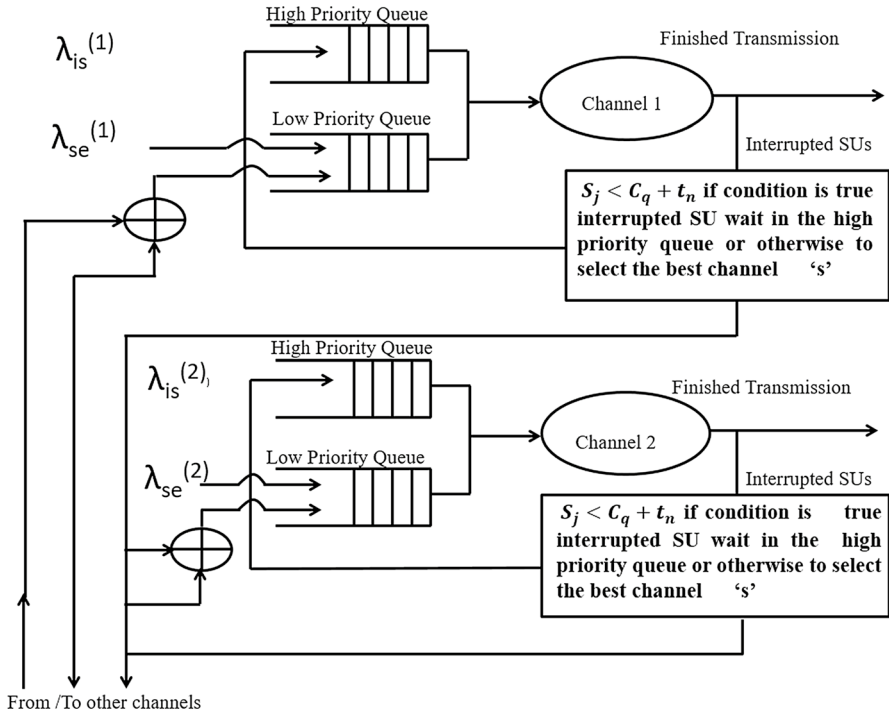 High Priority Queue
λis(1)
Finished Transmission
Channel 1
Low Priority Queue
λse(1)
Interrupted SUs
Sj < Cq + tn if condition is true
interrupted SU wait in the high
priority queue or otherwise to
select the best channel ‘s’
High Priority Queue
λis(2))
Finished Transmission
Channel 2
Low Priority Queue
λse(2)
Interrupted SUs
Sj < Cq + tn if condition is true
interrupted SU wait in the high
priority queue or otherwise to select
the best channel ‘s’
From /To other channels